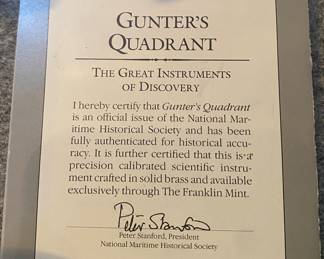 GUNTER'S
QUADRANT
THE GREAT INSTRUMENTS
OF DISCOVERY
I hereby certify that Gunter's Quadrant
is an official issue of the National Mar-
itime Historical Society and has been
fully authenticated for historical accu-
racy. It is further certified that this is a
precision calibrated scientific instru-
ment crafted in solid brass and available
exclusively through The Franklin Mint.
Peter Stanford
Peter Stanford, President
National Maritime Historical Society